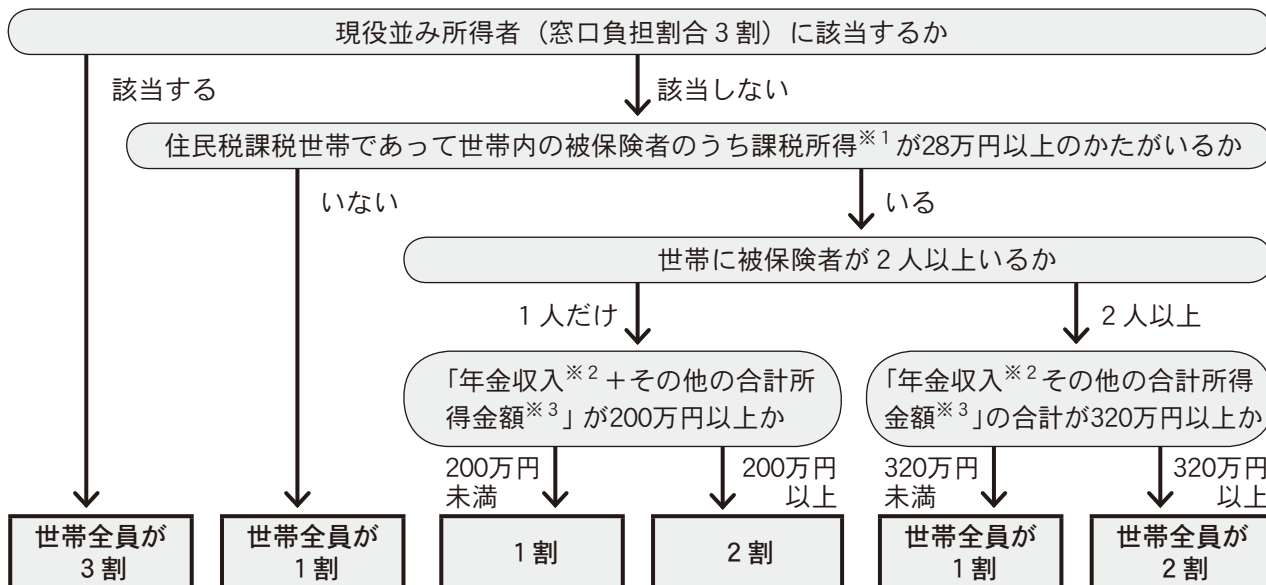 現役並み所得者（窓口負担割合３割）に該当するか
該当する
該当しない
住民税課税世帯であって世帯内の被保険者のうち課税所得※１が28万円以上のかたがいるか
いない
いる
世帯に被保険者が２人以上いるか
１人だけ
２人以上
「年金収入※２＋その他の合計所
得金額※３」が200万円以上か
「年金収入※２その他の合計所得
金額※３」の合計が320万円以上か
200万円
未満
200万円
以上
320万円
未満
320万円
以上
世帯全員が
３割
世帯全員が
１割
１割
２割
世帯全員が
１割
世帯全員が
２割